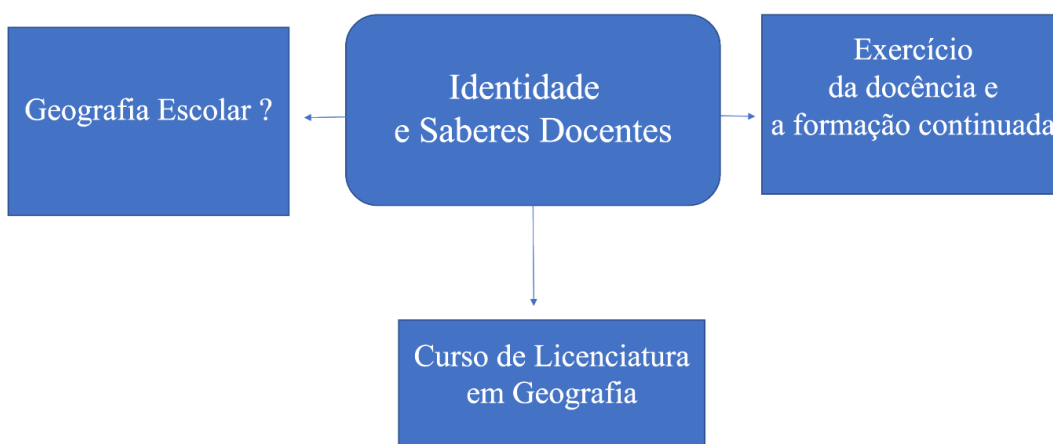 Geografia Escolar ?
Identidade
e Saberes Docentes
Exercício
da docência e
a formação continuada
Curso de Licenciatura
em Geografia